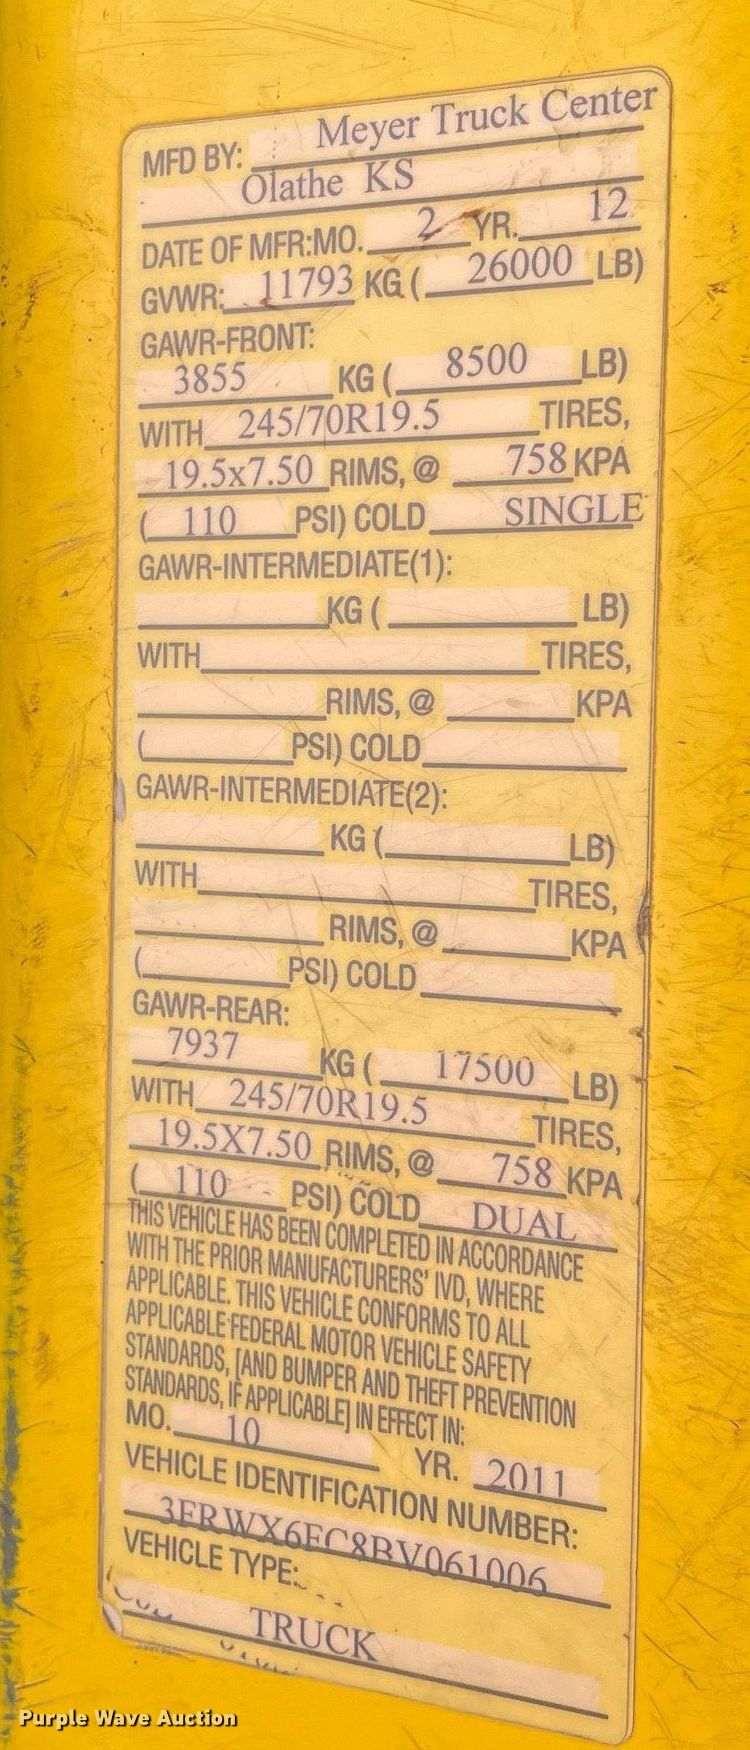 MFD BY: Meyer Truck Center
Olathe KS
DATE OF MFR:MO. 2 YR. 12
GVWR: 11793 KG ( 26000 LB)
GAWR-FRONT:
3855 KG ( 8500 LB)
WITH 245/70R19.5 TIRES,
19.5x7.50 RIMS, @ 758 KPA
( 110 PSI) COLD SINGLE
GAWR-INTERMEDIATE(1):
KG ( LB)
WITH TIRES,
RIMS, @ KPA
( PSI) COLD
GAWR-INTERMEDIATE(2):
KG ( LB)
WITH TIRES,
RIMS, @ KPA
( PSI) COLD
GAWR-REAR:
7937 KG ( 17500 LB)
WITH 245/70R19.5 TIRES,
19.5X7.50 RIMS, @ 758 KPA
( 110 PSI) COLD DUAL
THIS VEHICLE HAS BEEN COMPLETED IN ACCORDANCE
WITH THE PRIOR MANUFACTURERS' IVD, WHERE
APPLICABLE. THIS VEHICLE CONFORMS TO ALL
APPLICABLE FEDERAL MOTOR VEHICLE SAFETY
STANDARDS, [AND BUMPER AND THEFT PREVENTION
STANDARDS, IF APPLICABLE] IN EFFECT IN:
MO. 10 YR. 2011
VEHICLE IDENTIFICATION NUMBER:
3FRWX6FC8BV061006
VEHICLE TYPE:
TRUCK
Purple Wave Auction